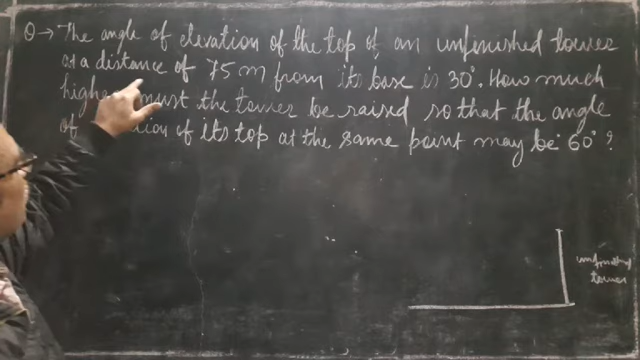 Q→ The angle of elevation of the top of an unfinished tower
at a distance of 75 m from its base is 30°. How much
higher must the tower be raised so that the angle
of of its top at the same point may be 60° ?
unfinished
tower